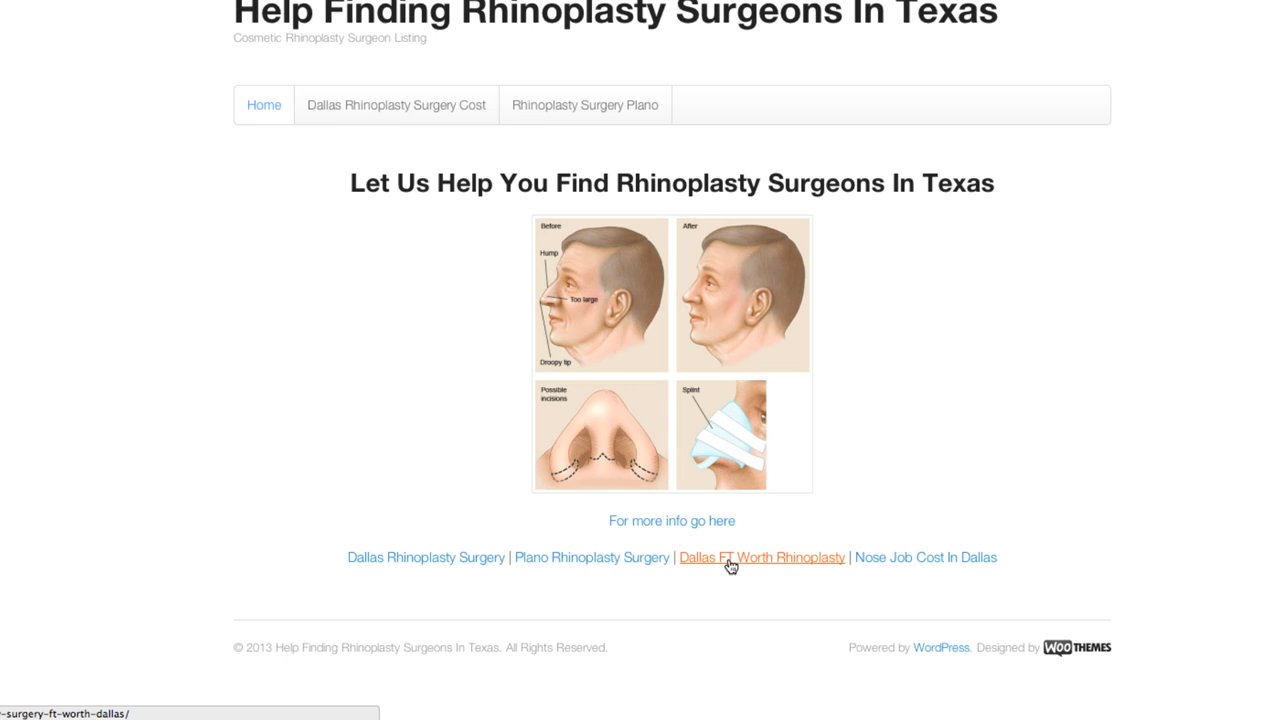 Help Finding Rhinoplasty Surgeons In Texas
Cosmetic Rhinoplasty Surgeon Listing
Home Dallas Rhinoplasty Surgery Cost Rhinoplasty Surgery Plano
Let Us Help You Find Rhinoplasty Surgeons In Texas
Before After
Hump
Too large
Droopy tip
Possible incisions Splint
For more info go here
Dallas Rhinoplasty Surgery | Plano Rhinoplasty Surgery | Dallas FT Worth Rhinoplasty | Nose Job Cost In Dallas
© 2013 Help Finding Rhinoplasty Surgeons In Texas. All Rights Reserved. Powered by WordPress. Designed by WOOTHEMES
-surgery-ft-worth-dallas/